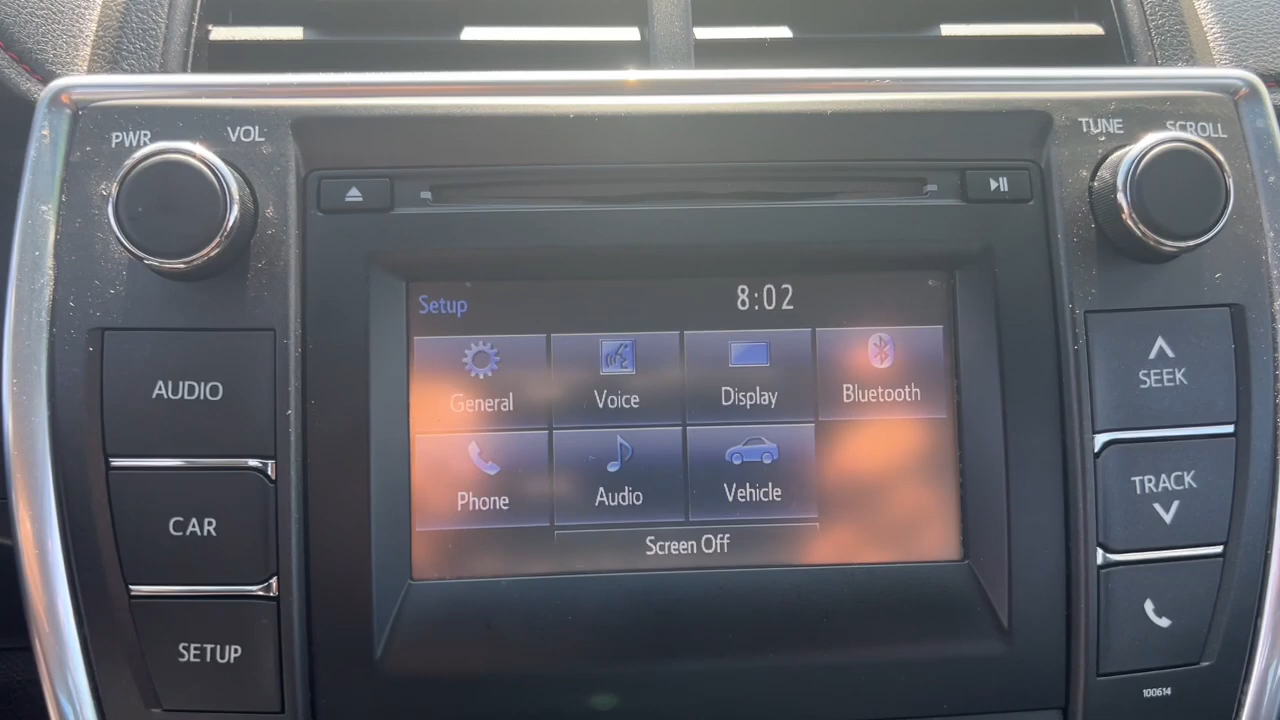 PWR VOL
TUNE SCROLL
Setup 8:02
General Voice Display Bluetooth
Phone Audio Vehicle
Screen Off
AUDIO
CAR
SETUP
SEEK
TRACK
100614